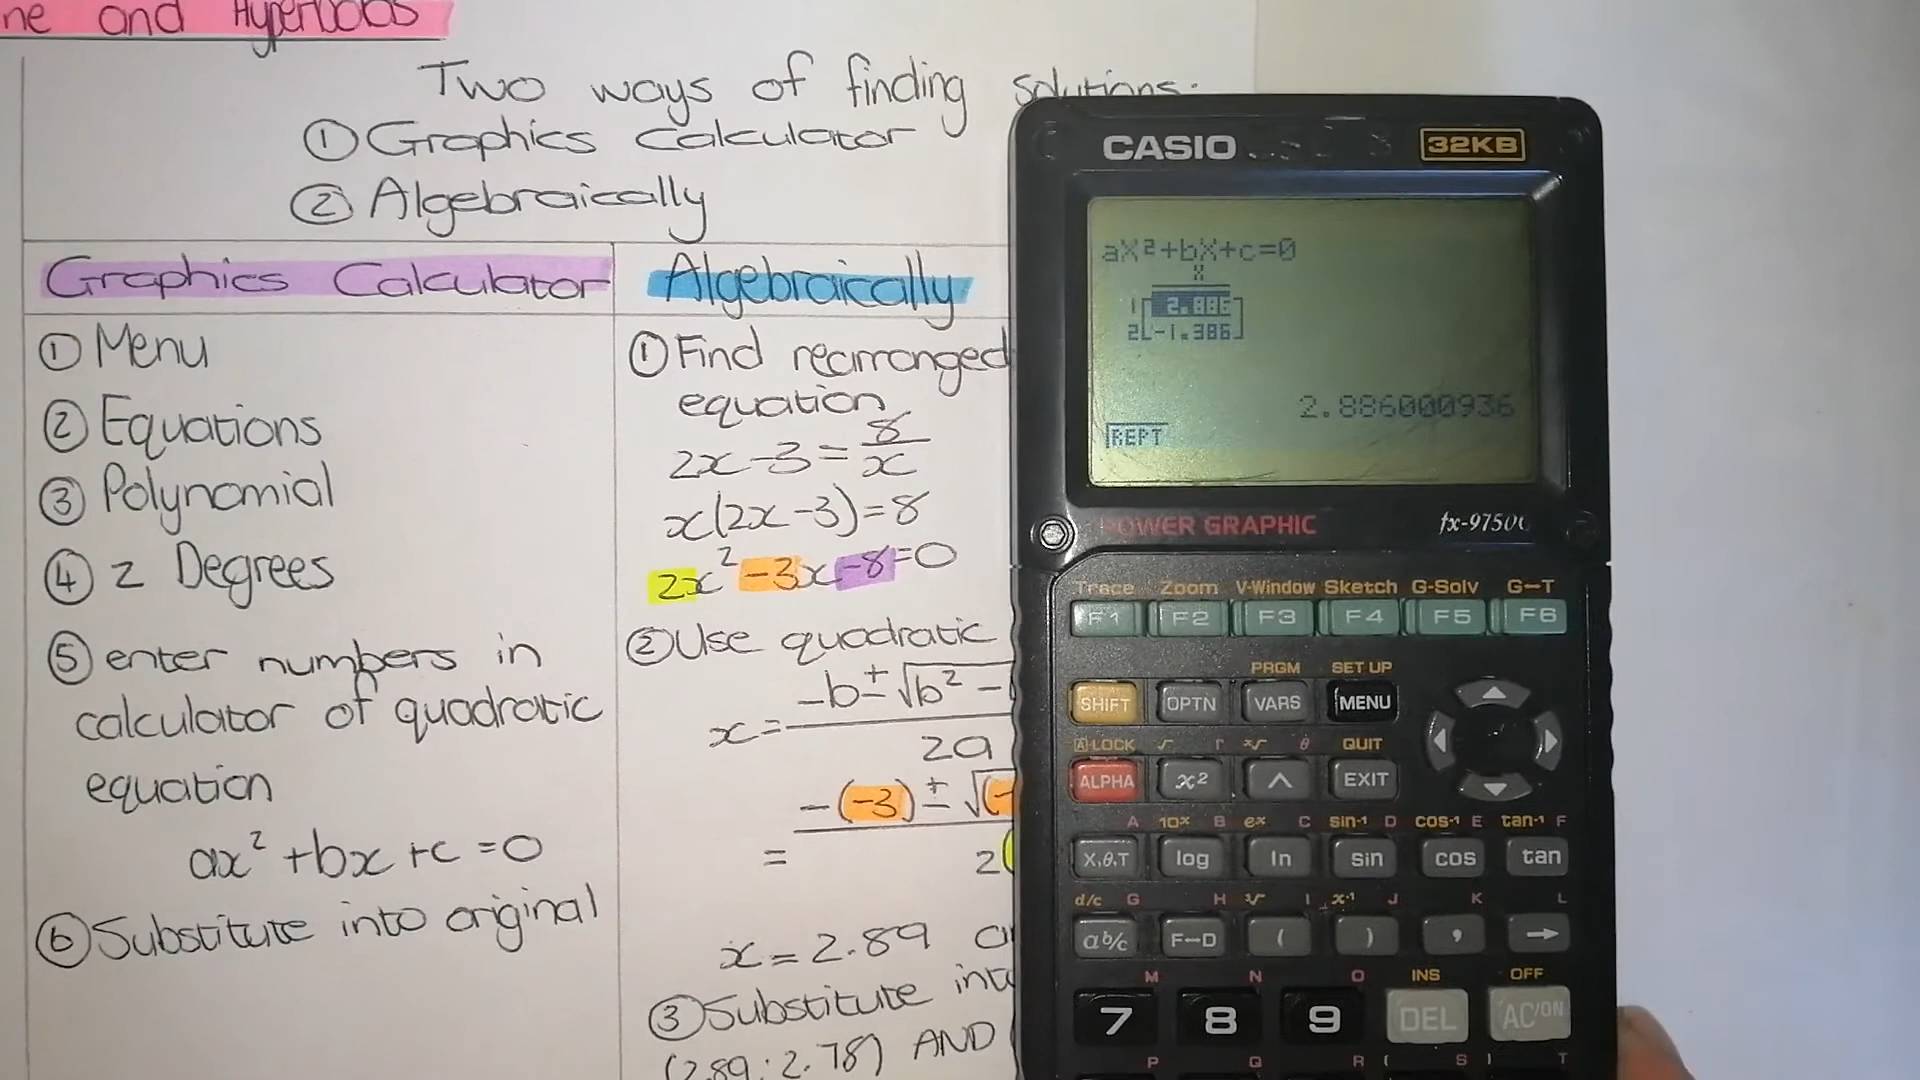 ne and Hyperbolas
Two ways of finding solutions:
① Graphics Calculator
② Algebraically
Graphics Calculator
① Menu
② Equations
③ Polynomial
④ 2 Degrees
⑤ enter numbers in
calculator of quadratic
equation
ax² + bx + c = 0
⑥ Substitute into original
Algebraically
① Find rearranged
equation
2x - 3 = 8/x
x(2x - 3) = 8
2x² - 3x - 8 = 0
② Use quadratic
x = -b ± √b² -
2a
= -(-3) ± √(-
2(
x = 2.89
③ Substitute into
(2.89; 2.78) AND
CASIO 32KB
aX²+bX+c=0
X
1 2.886
2 -1.386
2.886000936
REPT
POWER GRAPHIC fx-9750G
Trace Zoom V-Window Sketch G-Solv G↔T
F1 F2 F3 F4 F5 F6
PRGM SET UP
SHIFT OPTN VARS MENU
A-LOCK √ r ˣ√ θ QUIT
ALPHA x² ^ EXIT
A 10ˣ B eˣ C sin⁻¹ D cos⁻¹ E tan⁻¹ F
X,θ,T log ln sin cos tan
d/c G H ³√ I x⁻¹ J K L
a b/c F↔D ( ) , →
M N O INS OFF
7 8 9 DEL AC/ON
P Q R { S } T